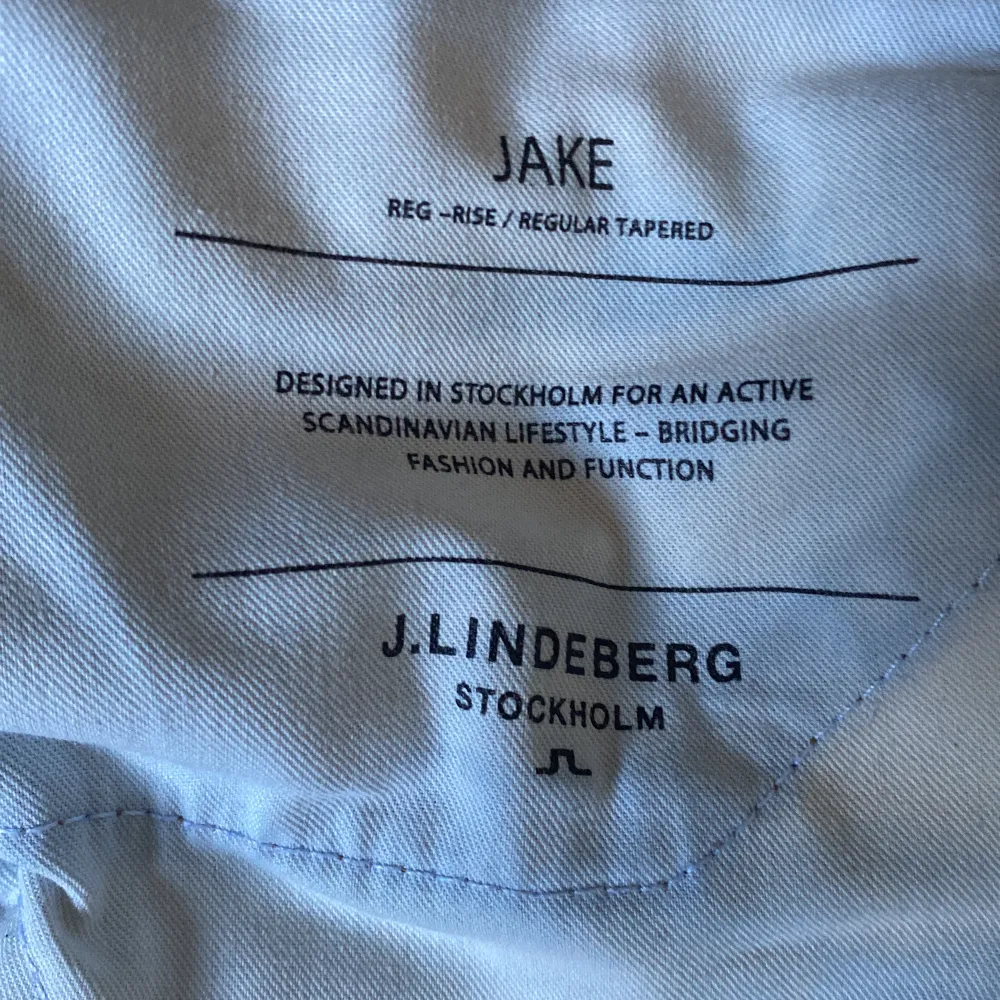 JAKE
REG –RISE / REGULAR TAPERED
DESIGNED IN STOCKHOLM FOR AN ACTIVE
SCANDINAVIAN LIFESTYLE – BRIDGING
FASHION AND FUNCTION
J.LINDEBERG
STOCKHOLM